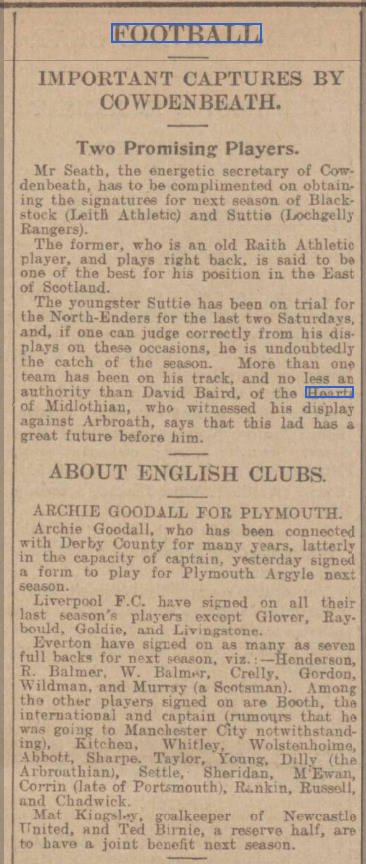 FOOTBALL.
IMPORTANT CAPTURES BY
COWDENBEATH.
Two Promising Players.
Mr Seath, the energetic secretary of Cow-
denbeath, has to be complimented on obtain-
ing the signatures for next season of Black-
stock (Leith Athletic) and Suttie (Lochgelly
Rangers).
The former, who is an old Raith Athletic
player, and plays right back, is said to be
one of the best for his position in the East
of Scotland.
The youngster Suttie has been on trial for
the North-Enders for the last two Saturdays,
and, if one can judge correctly from his dis-
plays on these occasions, he is undoubtedly
the catch of the season. More than one
team has been on his track, and no less an
authority than David Baird, of the Heart
of Midlothian, who witnessed his display
against Arbroath, says that this lad has a
great future before him.
ABOUT ENGLISH CLUBS.
ARCHIE GOODALL FOR PLYMOUTH.
Archie Goodall, who has been connected
with Derby County for many years, latterly
in the capacity of captain, yesterday signed
a form to play for Plymouth Argyle next
season.
Liverpool F.C. have signed on all their
last season's players except Glover, Ray-
bould, Goldie, and Livingstone.
Everton have signed on as many as seven
full backs for next season, viz.:—Henderson,
R. Balmer, W. Balmer, Crelly, Gordon,
Wildman, and Murray (a Scotsman). Among
the other players signed on are Booth, the
international and captain (rumours that he
was going to Manchester City notwithstand-
ing), Kitchen, Whitley, Wolstenholme,
Abbott, Sharpe, Taylor, Young, Dilly (the
Arbroathian), Settle, Sheridan, M'Ewan,
Corrin (late of Portsmouth), Rankin, Russell,
and Chadwick.
Mat Kingsley, goalkeeper of Newcastle
United, and Ted Birnie, a reserve half, are
to have a joint benefit next season.